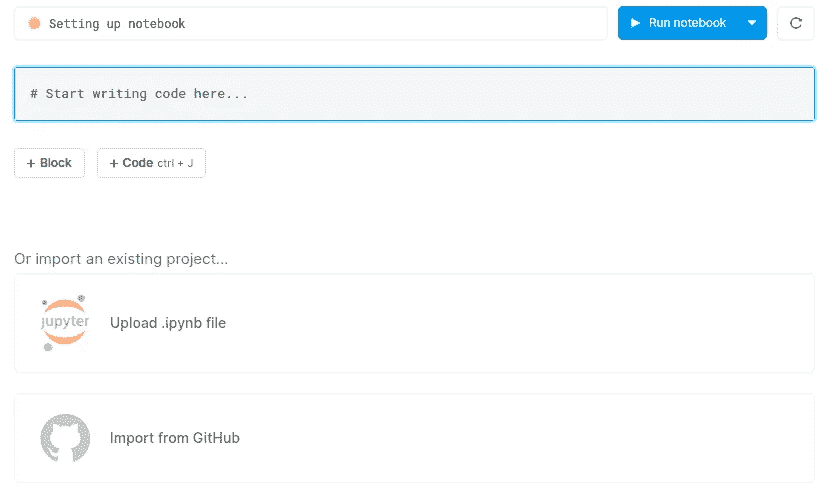 Setting up notebook
Run notebook
# Start writing code here...
+ Block
+ Code ctrl + J
Or import an existing project...
jupyter
Upload .ipynb file
Import from GitHub